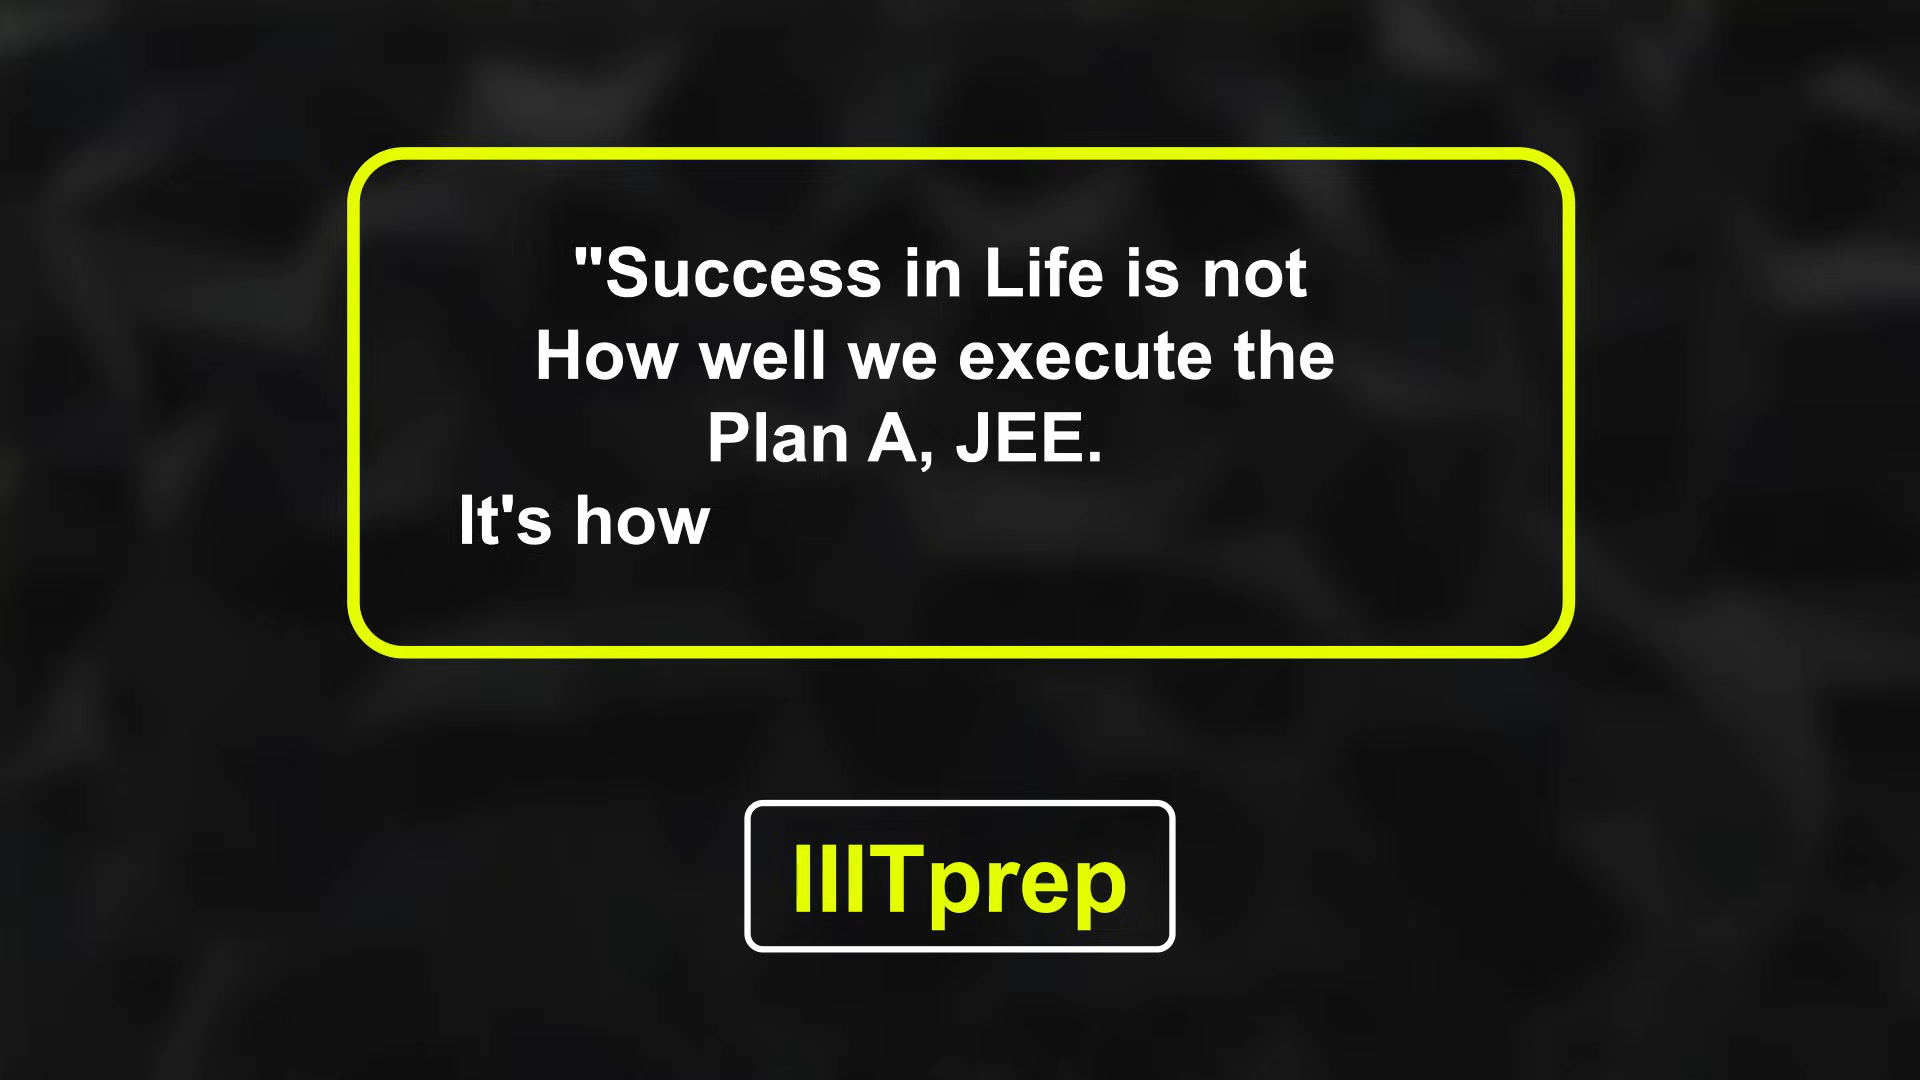 "Success in Life is not
How well we execute the
Plan A, JEE.
It's how
IIITprep